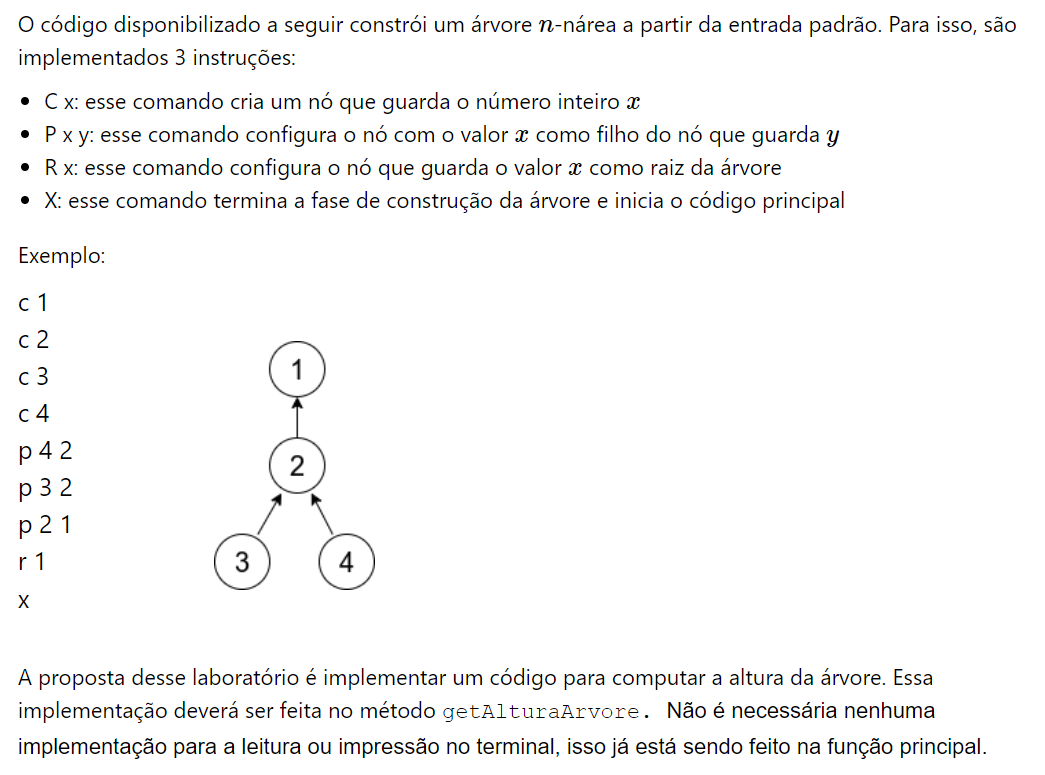 O código disponibilizado a seguir constrói um árvore n-nárea a partir da entrada padrão. Para isso, são
implementados 3 instruções:
• C x: esse comando cria um nó que guarda o número inteiro x
• P x y: esse comando configura o nó com o valor x como filho do nó que guarda y
• R x: esse comando configura o nó que guarda o valor x como raiz da árvore
• X: esse comando termina a fase de construção da árvore e inicia o código principal
Exemplo:
c 1
c 2
c 3
c 4
p 4 2
p 3 2
p 2 1
r 1
x
1
2
3 4
A proposta desse laboratório é implementar um código para computar a altura da árvore. Essa
implementação deverá ser feita no método getAlturaArvore. Não é necessária nenhuma
implementação para a leitura ou impressão no terminal, isso já está sendo feito na função principal.